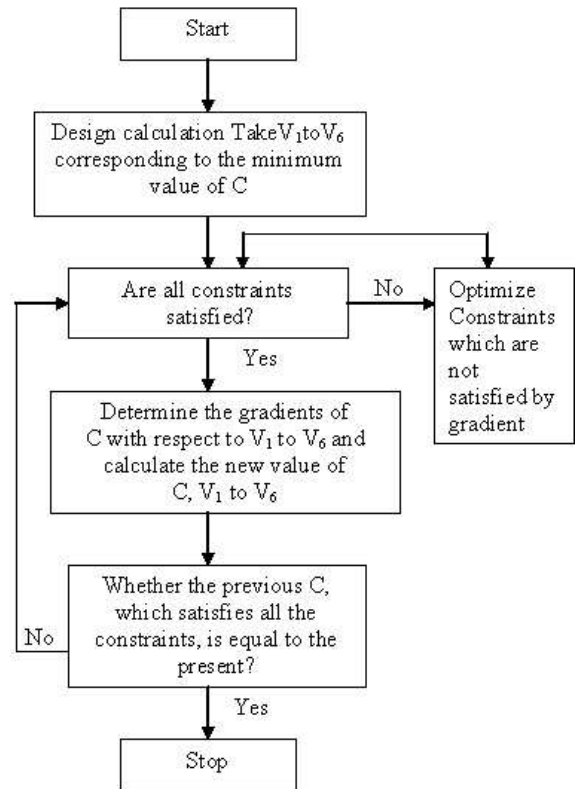 Start
Design calculation TakeV₁toV₆
corresponding to the minimum
value of C
Are all constraints
satisfied?
No
Optimize
Constraints
which are
not
satisfied by
gradient
Yes
Determine the gradients of
C with respect to V₁ to V₆ and
calculate the new value of
C, V₁ to V₆
Whether the previous C,
which satisfies all the
constraints, is equal to the
present?
No
Yes
Stop